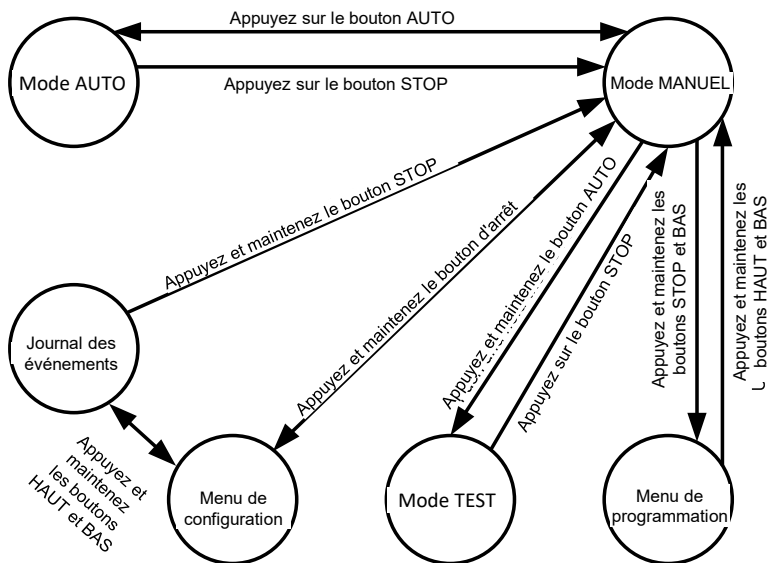 Appuyez sur le bouton AUTO
Mode AUTO
Mode MANUEL
Appuyez sur le bouton STOP
Appuyez et maintenez le bouton STOP
Appuyez et maintenez le bouton d'arrêt
Appuyez et maintenez le bouton AUTO
Appuyez sur le bouton STOP
Appuyez et maintenez les
boutons STOP et BAS
Appuyez et maintenez les
boutons HAUT et BAS
Journal des
événements
Appuyez et
maintenez
les boutons
HAUT et BAS
Menu de
configuration
Mode TEST
Menu de
programmation